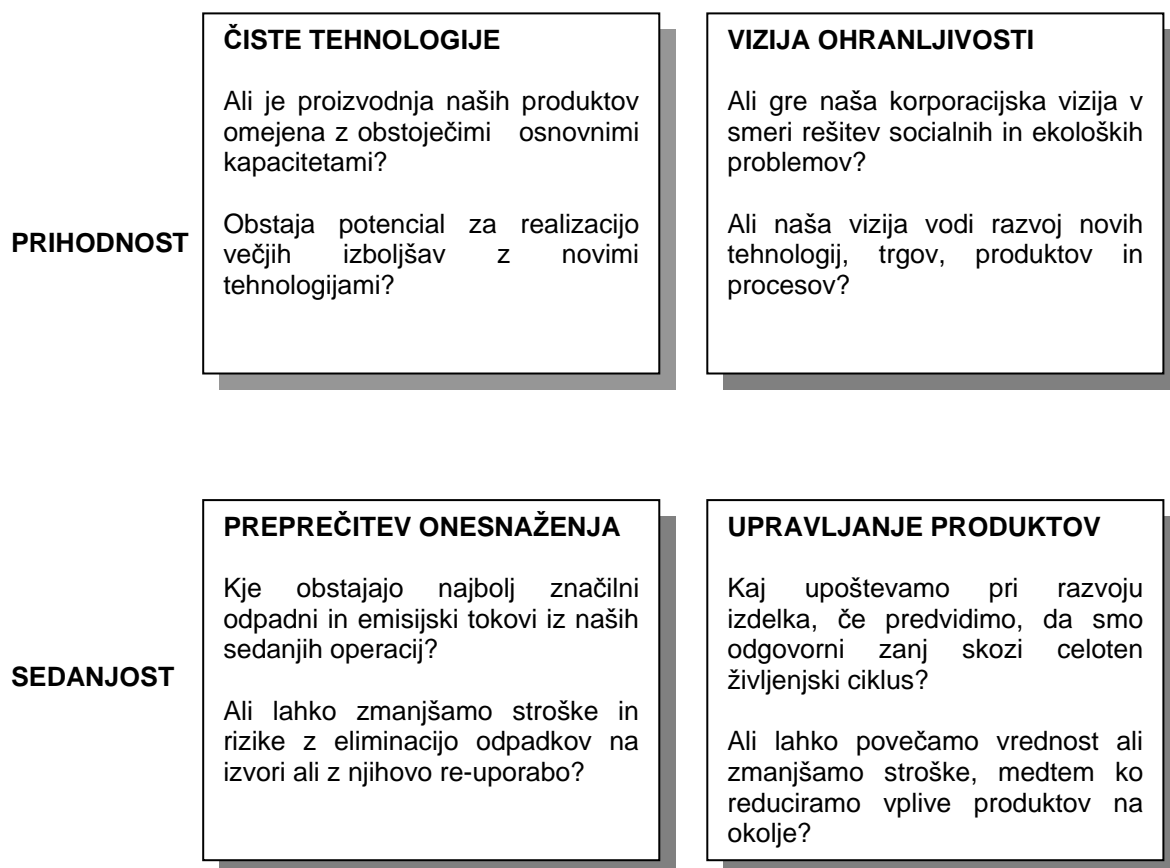 ČISTE TEHNOLOGIJE
Ali je proizvodnja naših produktov
omejena z obstoječimi osnovnimi
kapacitetami?
Obstaja potencial za realizacijo
večjih izboljšav z novimi
tehnologijami?
VIZIJA OHRANLJIVOSTI
Ali gre naša korporacijska vizija v
smeri rešitev socialnih in ekoloških
problemov?
Ali naša vizija vodi razvoj novih
tehnologij, trgov, produktov in
procesov?
PRIHODNOST
PREPREČITEV ONESNAŽENJA
Kje obstajajo najbolj značilni
odpadni in emisijski tokovi iz naših
sedanjih operacij?
Ali lahko zmanjšamo stroške in
rizike z eliminacijo odpadkov na
izvori ali z njihovo re-uporabo?
UPRAVLJANJE PRODUKTOV
Kaj upoštevamo pri razvoju
izdelka, če predvidimo, da smo
odgovorni zanj skozi celoten
življenjski ciklus?
Ali lahko povečamo vrednost ali
zmanjšamo stroške, medtem ko
reduciramo vplive produktov na
okolje?
SEDANJOST